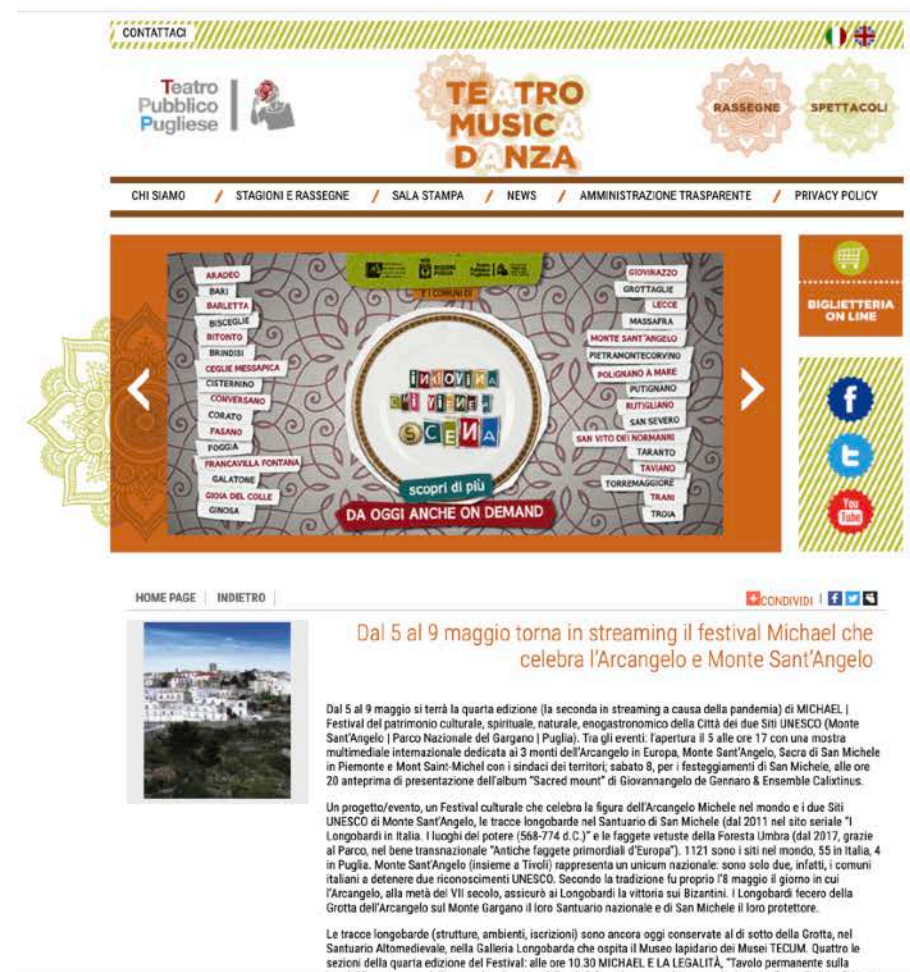 CONTATTACI
Teatro
Pubblico
Pugliese
TEATRO
MUSICA
DANZA
RASSEGNE
SPETTACOLI
CHI SIAMO / STAGIONI E RASSEGNE / SALA STAMPA / NEWS / AMMINISTRAZIONE TRASPARENTE / PRIVACY POLICY
E I COMUNI DI
ARADEO
BARI
BARLETTA
BISCEGLIE
BITONTO
BRINDISI
CEGLIE MESSAPICA
CISTERNINO
CONVERSANO
CORATO
FASANO
FOGGIA
FRANCAVILLA FONTANA
GALATONE
GIOIA DEL COLLE
GINOSA
INDOVINA
CHI VIENE A
SCENA
scopri di più
DA OGGI ANCHE ON DEMAND
GIOVINAZZO
GROTTAGLIE
LECCE
MASSAFRA
MONTE SANT'ANGELO
PIETRAMONTECORVINO
POLIGNANO A MARE
PUTIGNANO
RUTIGLIANO
SAN SEVERO
SAN VITO DEI NORMANNI
TARANTO
TAVIANO
TORREMAGGIORE
TRANI
TROIA
BIGLIETTERIA
ON LINE
You
Tube
HOME PAGE | INDIETRO |
CONDIVIDI |
Dal 5 al 9 maggio torna in streaming il festival Michael che
celebra l'Arcangelo e Monte Sant'Angelo
Dal 5 al 9 maggio si terrà la quarta edizione (la seconda in streaming a causa della pandemia) di MICHAEL |
Festival del patrimonio culturale, spirituale, naturale, enogastronomico della Città dei due Siti UNESCO (Monte
Sant'Angelo | Parco Nazionale del Gargano | Puglia). Tra gli eventi: l'apertura il 5 alle ore 17 con una mostra
multimediale internazionale dedicata ai 3 monti dell'Arcangelo in Europa, Monte Sant'Angelo, Sacra di San Michele
in Piemonte e Mont Saint-Michel con i sindaci dei territori; sabato 8, per i festeggiamenti di San Michele, alle ore
20 anteprima di presentazione dell'album "Sacred mount" di Giovannangelo de Gennaro & Ensemble Calixtinus.
Un progetto/evento, un Festival culturale che celebra la figura dell'Arcangelo Michele nel mondo e i due Siti
UNESCO di Monte Sant'Angelo, le tracce longobarde nel Santuario di San Michele (dal 2011 nel sito seriale "I
Longobardi in Italia. I luoghi del potere (568-774 d.C.)" e le faggete vetuste della Foresta Umbra (dal 2017, grazie
al Parco, nel bene transnazionale "Antiche faggete primordiali d'Europa"). 1121 sono i siti nel mondo, 55 in Italia, 4
in Puglia. Monte Sant'Angelo (insieme a Tivoli) rappresenta un unicum nazionale: sono solo due, infatti, i comuni
italiani a detenere due riconoscimenti UNESCO. Secondo la tradizione fu proprio l'8 maggio il giorno in cui
l'Arcangelo, alla metà del VII secolo, assicurò ai Longobardi la vittoria sui Bizantini. I Longobardi fecero della
Grotta dell'Arcangelo sul Monte Gargano il loro Santuario nazionale e di San Michele il loro protettore.
Le tracce longobarde (strutture, ambienti, iscrizioni) sono ancora oggi conservate al di sotto della Grotta, nel
Santuario Altomedievale, nella Galleria Longobarda che ospita il Museo lapidario dei Musei TECUM. Quattro le
sezioni della quarta edizione del Festival: alle ore 10.30 MICHAEL E LA LEGALITÀ, "Tavolo permanente sulla